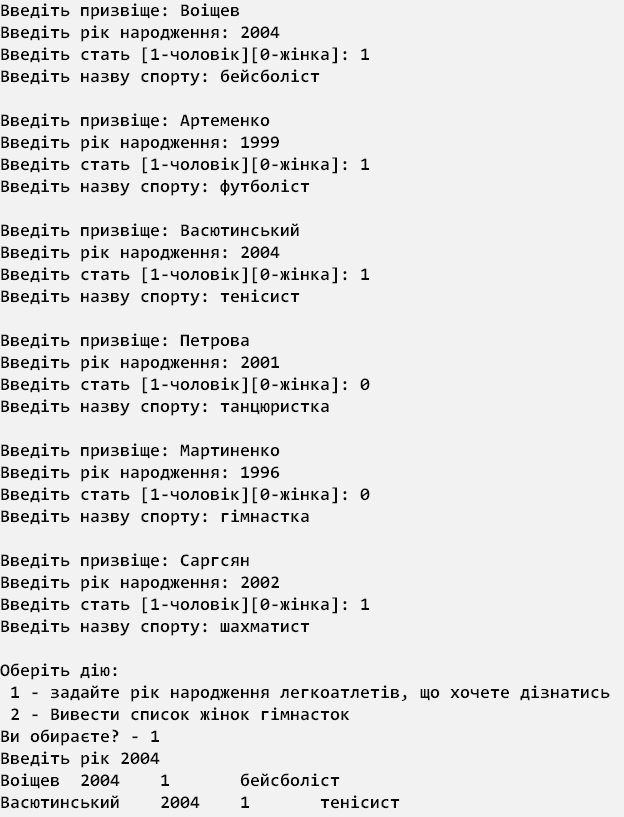 Введіть призвіще: Воіщев
Введіть рік народження: 2004
Введіть стать [1-чоловік][0-жінка]: 1
Введіть назву спорту: бейсболіст
Введіть призвіще: Артеменко
Введіть рік народження: 1999
Введіть стать [1-чоловік][0-жінка]: 1
Введіть назву спорту: футболіст
Введіть призвіще: Васютинський
Введіть рік народження: 2004
Введіть стать [1-чоловік][0-жінка]: 1
Введіть назву спорту: тенісист
Введіть призвіще: Петрова
Введіть рік народження: 2001
Введіть стать [1-чоловік][0-жінка]: 0
Введіть назву спорту: танцюристка
Введіть призвіще: Мартиненко
Введіть рік народження: 1996
Введіть стать [1-чоловік][0-жінка]: 0
Введіть назву спорту: гімнастка
Введіть призвіще: Саргсян
Введіть рік народження: 2002
Введіть стать [1-чоловік][0-жінка]: 1
Введіть назву спорту: шахматист
Оберіть дію:
1 - задайте рік народження легкоатлетів, що хочете дізнатись
2 - Вивести список жінок гімнасток
Ви обираєте? - 1
Введіть рік 2004
Воіщев 2004 1 бейсболіст
Васютинський 2004 1 тенісист